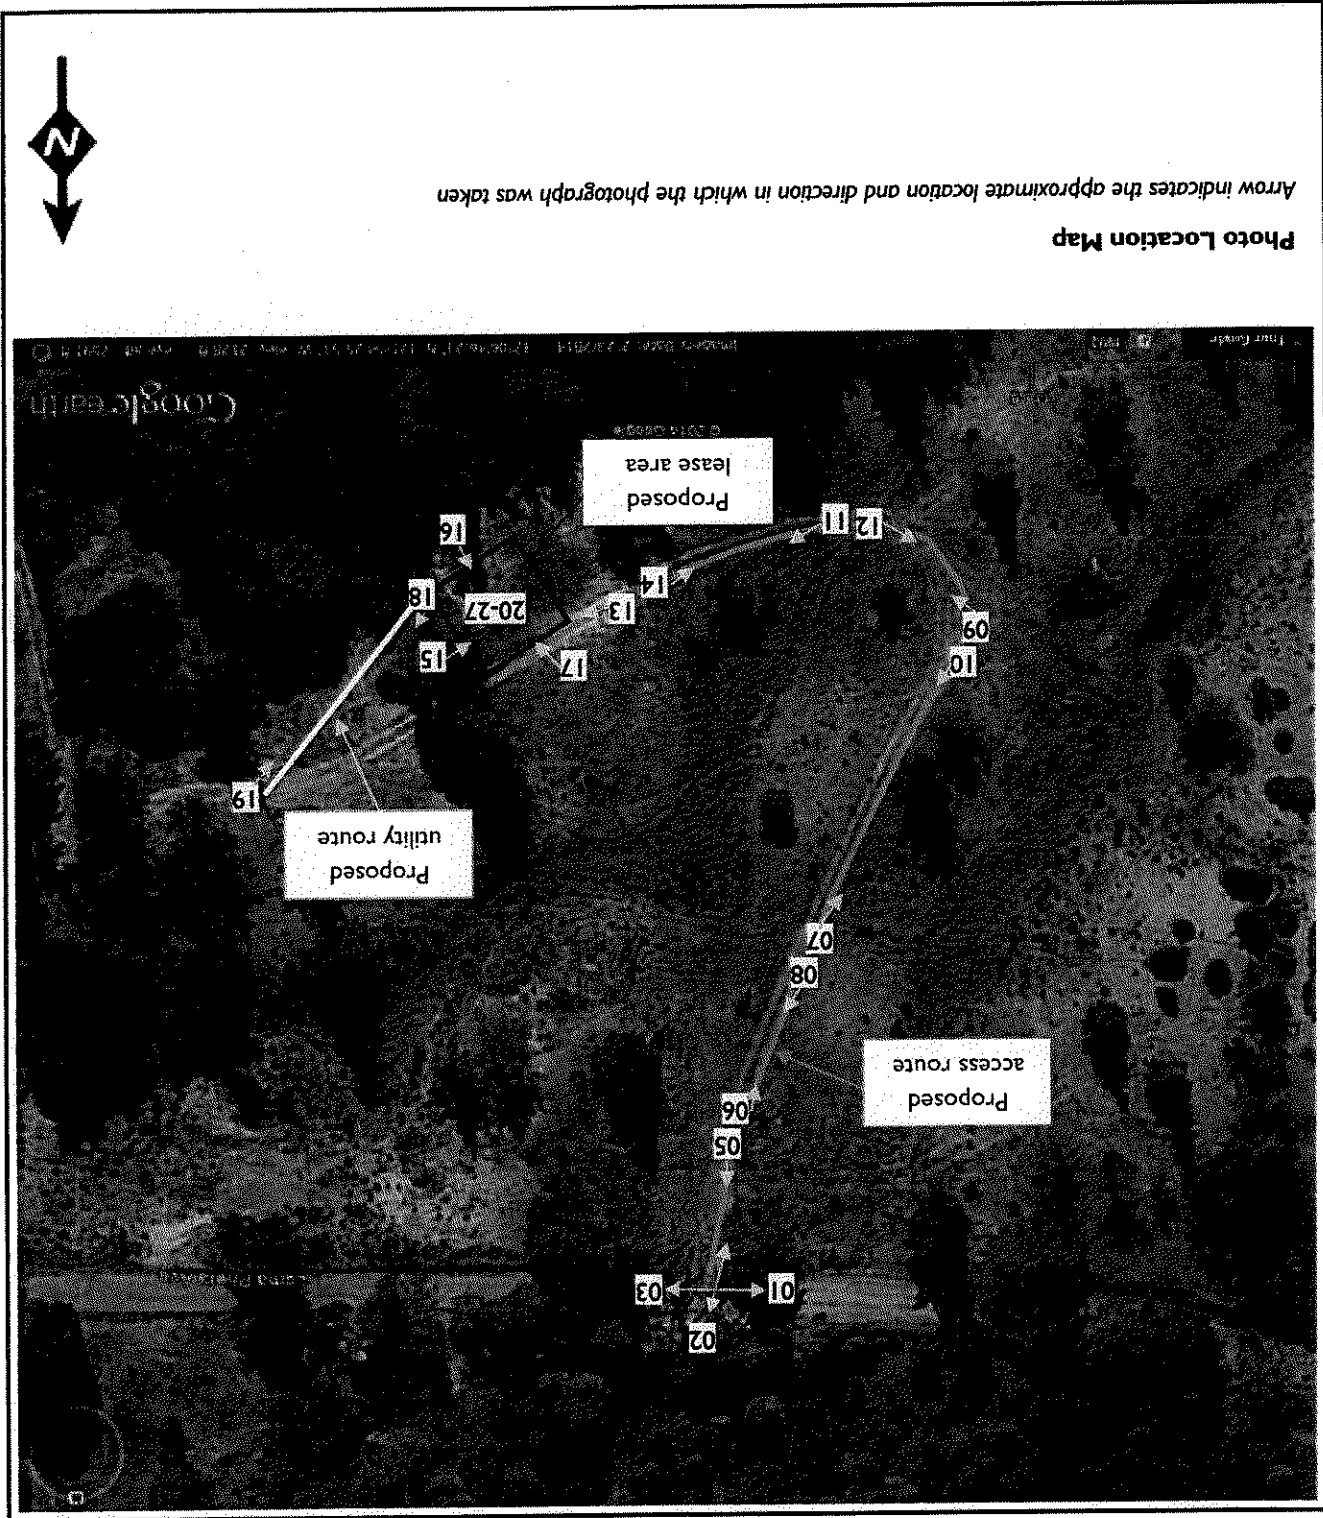 Photo Location Map
Arrow indicates the approximate location and direction in which the photograph was taken
N
02
03
01
05
06
Proposed
access route
08
07
Proposed
utility route
19
10
09
17
15
13
20-27
18
14
16
12
11
Proposed
lease area
© 2014 Google
Google earth